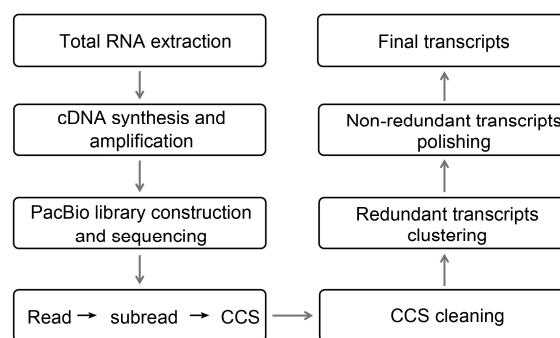 Total RNA extraction
cDNA synthesis and
amplification
PacBio library construction
and sequencing
Read → subread → CCS
CCS cleaning
Redundant transcripts
clustering
Non-redundant transcripts
polishing
Final transcripts